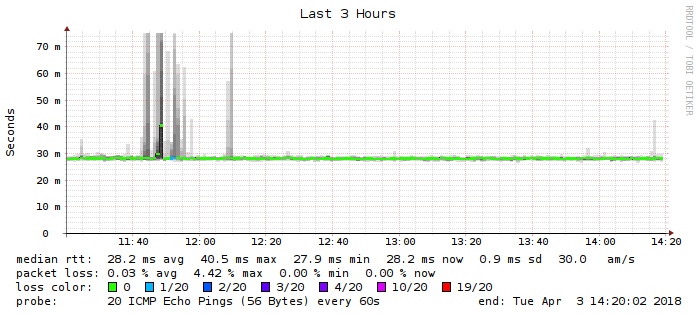 Last 3 Hours
RRDTOOL / TOBI OETIKER
Seconds
70 m
60 m
50 m
40 m
30 m
20 m
10 m
0
11:40 12:00 12:20 12:40 13:00 13:20 13:40 14:00 14:20
median rtt: 28.2 ms avg 40.5 ms max 27.9 ms min 28.2 ms now 0.9 ms sd 30.0 am/s
packet loss: 0.03 % avg 4.42 % max 0.00 % min 0.00 % now
loss color: 0 1/20 2/20 3/20 4/20 10/20 19/20
probe: 20 ICMP Echo Pings (56 Bytes) every 60s end: Tue Apr 3 14:20:02 2018